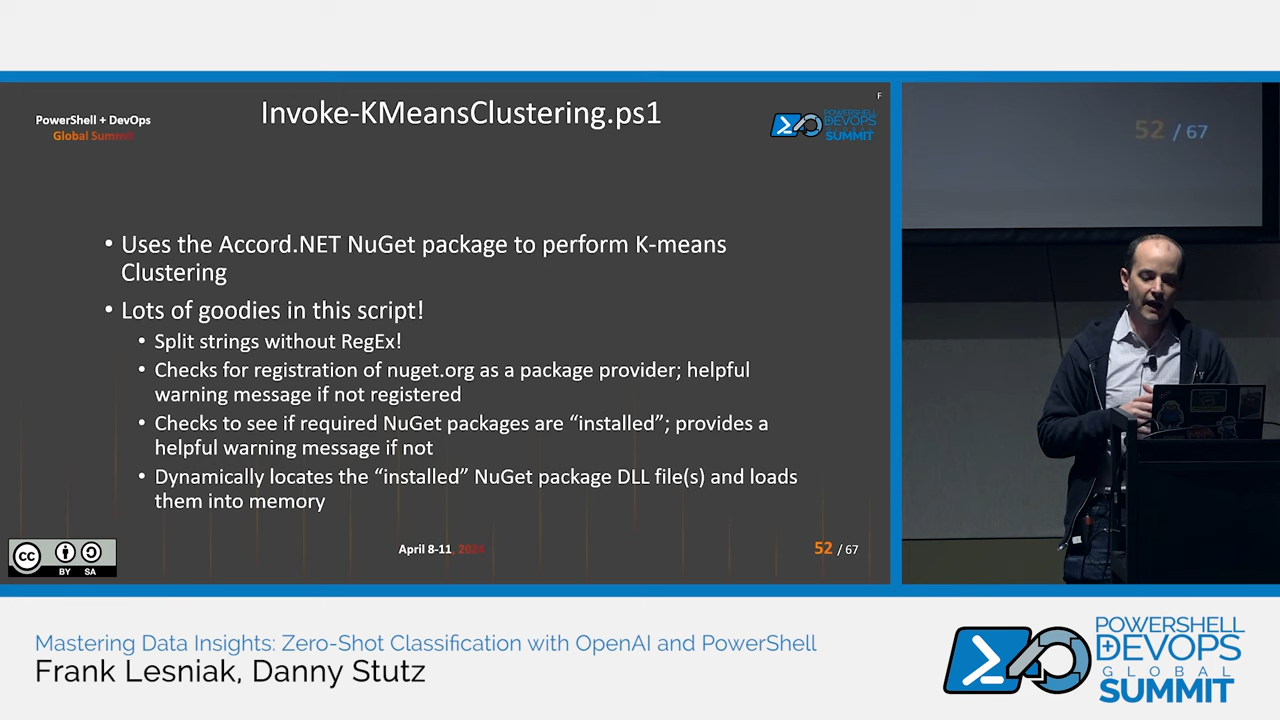 F
PowerShell + DevOps
Global Summit
Invoke-KMeansClustering.ps1
POWERSHELL
DEVOPS
GLOBAL
SUMMIT
52 / 67
• Uses the Accord.NET NuGet package to perform K-means
Clustering
• Lots of goodies in this script!
• Split strings without RegEx!
• Checks for registration of nuget.org as a package provider; helpful
warning message if not registered
• Checks to see if required NuGet packages are “installed”; provides a
helpful warning message if not
• Dynamically locates the “installed” NuGet package DLL file(s) and loads
them into memory
cc
BY SA
April 8-11, 2024
52 / 67
Mastering Data Insights: Zero-Shot Classification with OpenAI and PowerShell
Frank Lesniak, Danny Stutz
POWERSHELL
DEVOPS
GLOBAL
SUMMIT